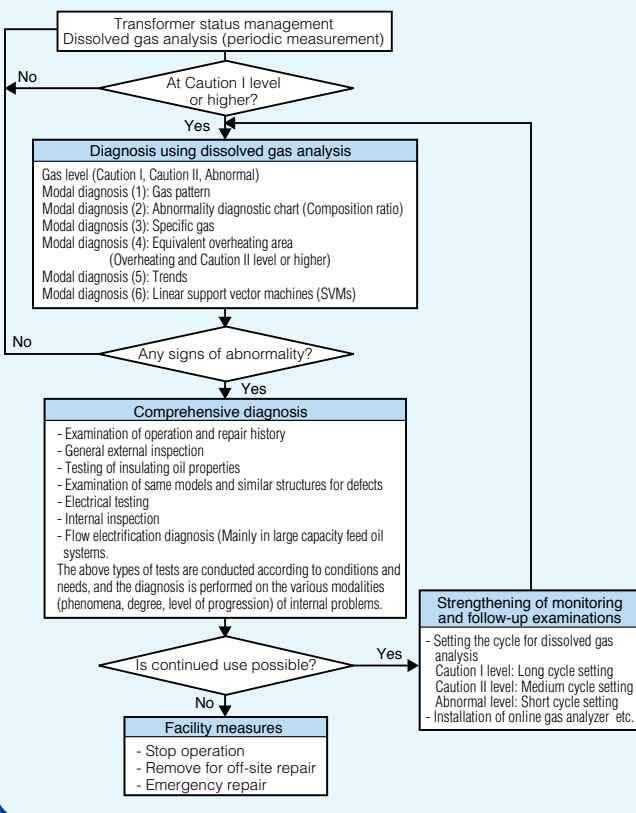 Transformer status management
Dissolved gas analysis (periodic measurement)
No
At Caution I level
or higher?
Yes
Diagnosis using dissolved gas analysis
Gas level (Caution I, Caution II, Abnormal)
Modal diagnosis (1): Gas pattern
Modal diagnosis (2): Abnormality diagnostic chart (Composition ratio)
Modal diagnosis (3): Specific gas
Modal diagnosis (4): Equivalent overheating area
(Overheating and Caution II level or higher)
Modal diagnosis (5): Trends
Modal diagnosis (6): Linear support vector machines (SVMs)
No
Any signs of abnormality?
Yes
Comprehensive diagnosis
- Examination of operation and repair history
- General external inspection
- Testing of insulating oil properties
- Examination of same models and similar structures for defects
- Electrical testing
- Internal inspection
- Flow electrification diagnosis (Mainly in large capacity feed oil
systems.
The above types of tests are conducted according to conditions and
needs, and the diagnosis is performed on the various modalities
(phenomena, degree, level of progression) of internal problems.
Is continued use possible?
Yes
Strengthening of monitoring
and follow-up examinations
- Setting the cycle for dissolved gas
analysis
Caution I level: Long cycle setting
Caution II level: Medium cycle setting
Abnormal level: Short cycle setting
- Installation of online gas analyzer etc.
No
Facility measures
- Stop operation
- Remove for off-site repair
- Emergency repair